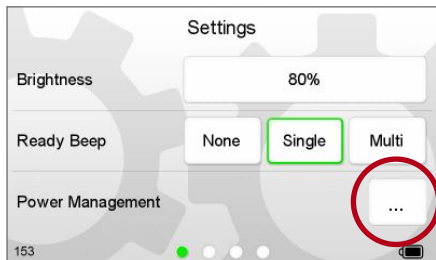 Settings
Brightness 80%
Ready Beep None Single Multi
Power Management ...
153